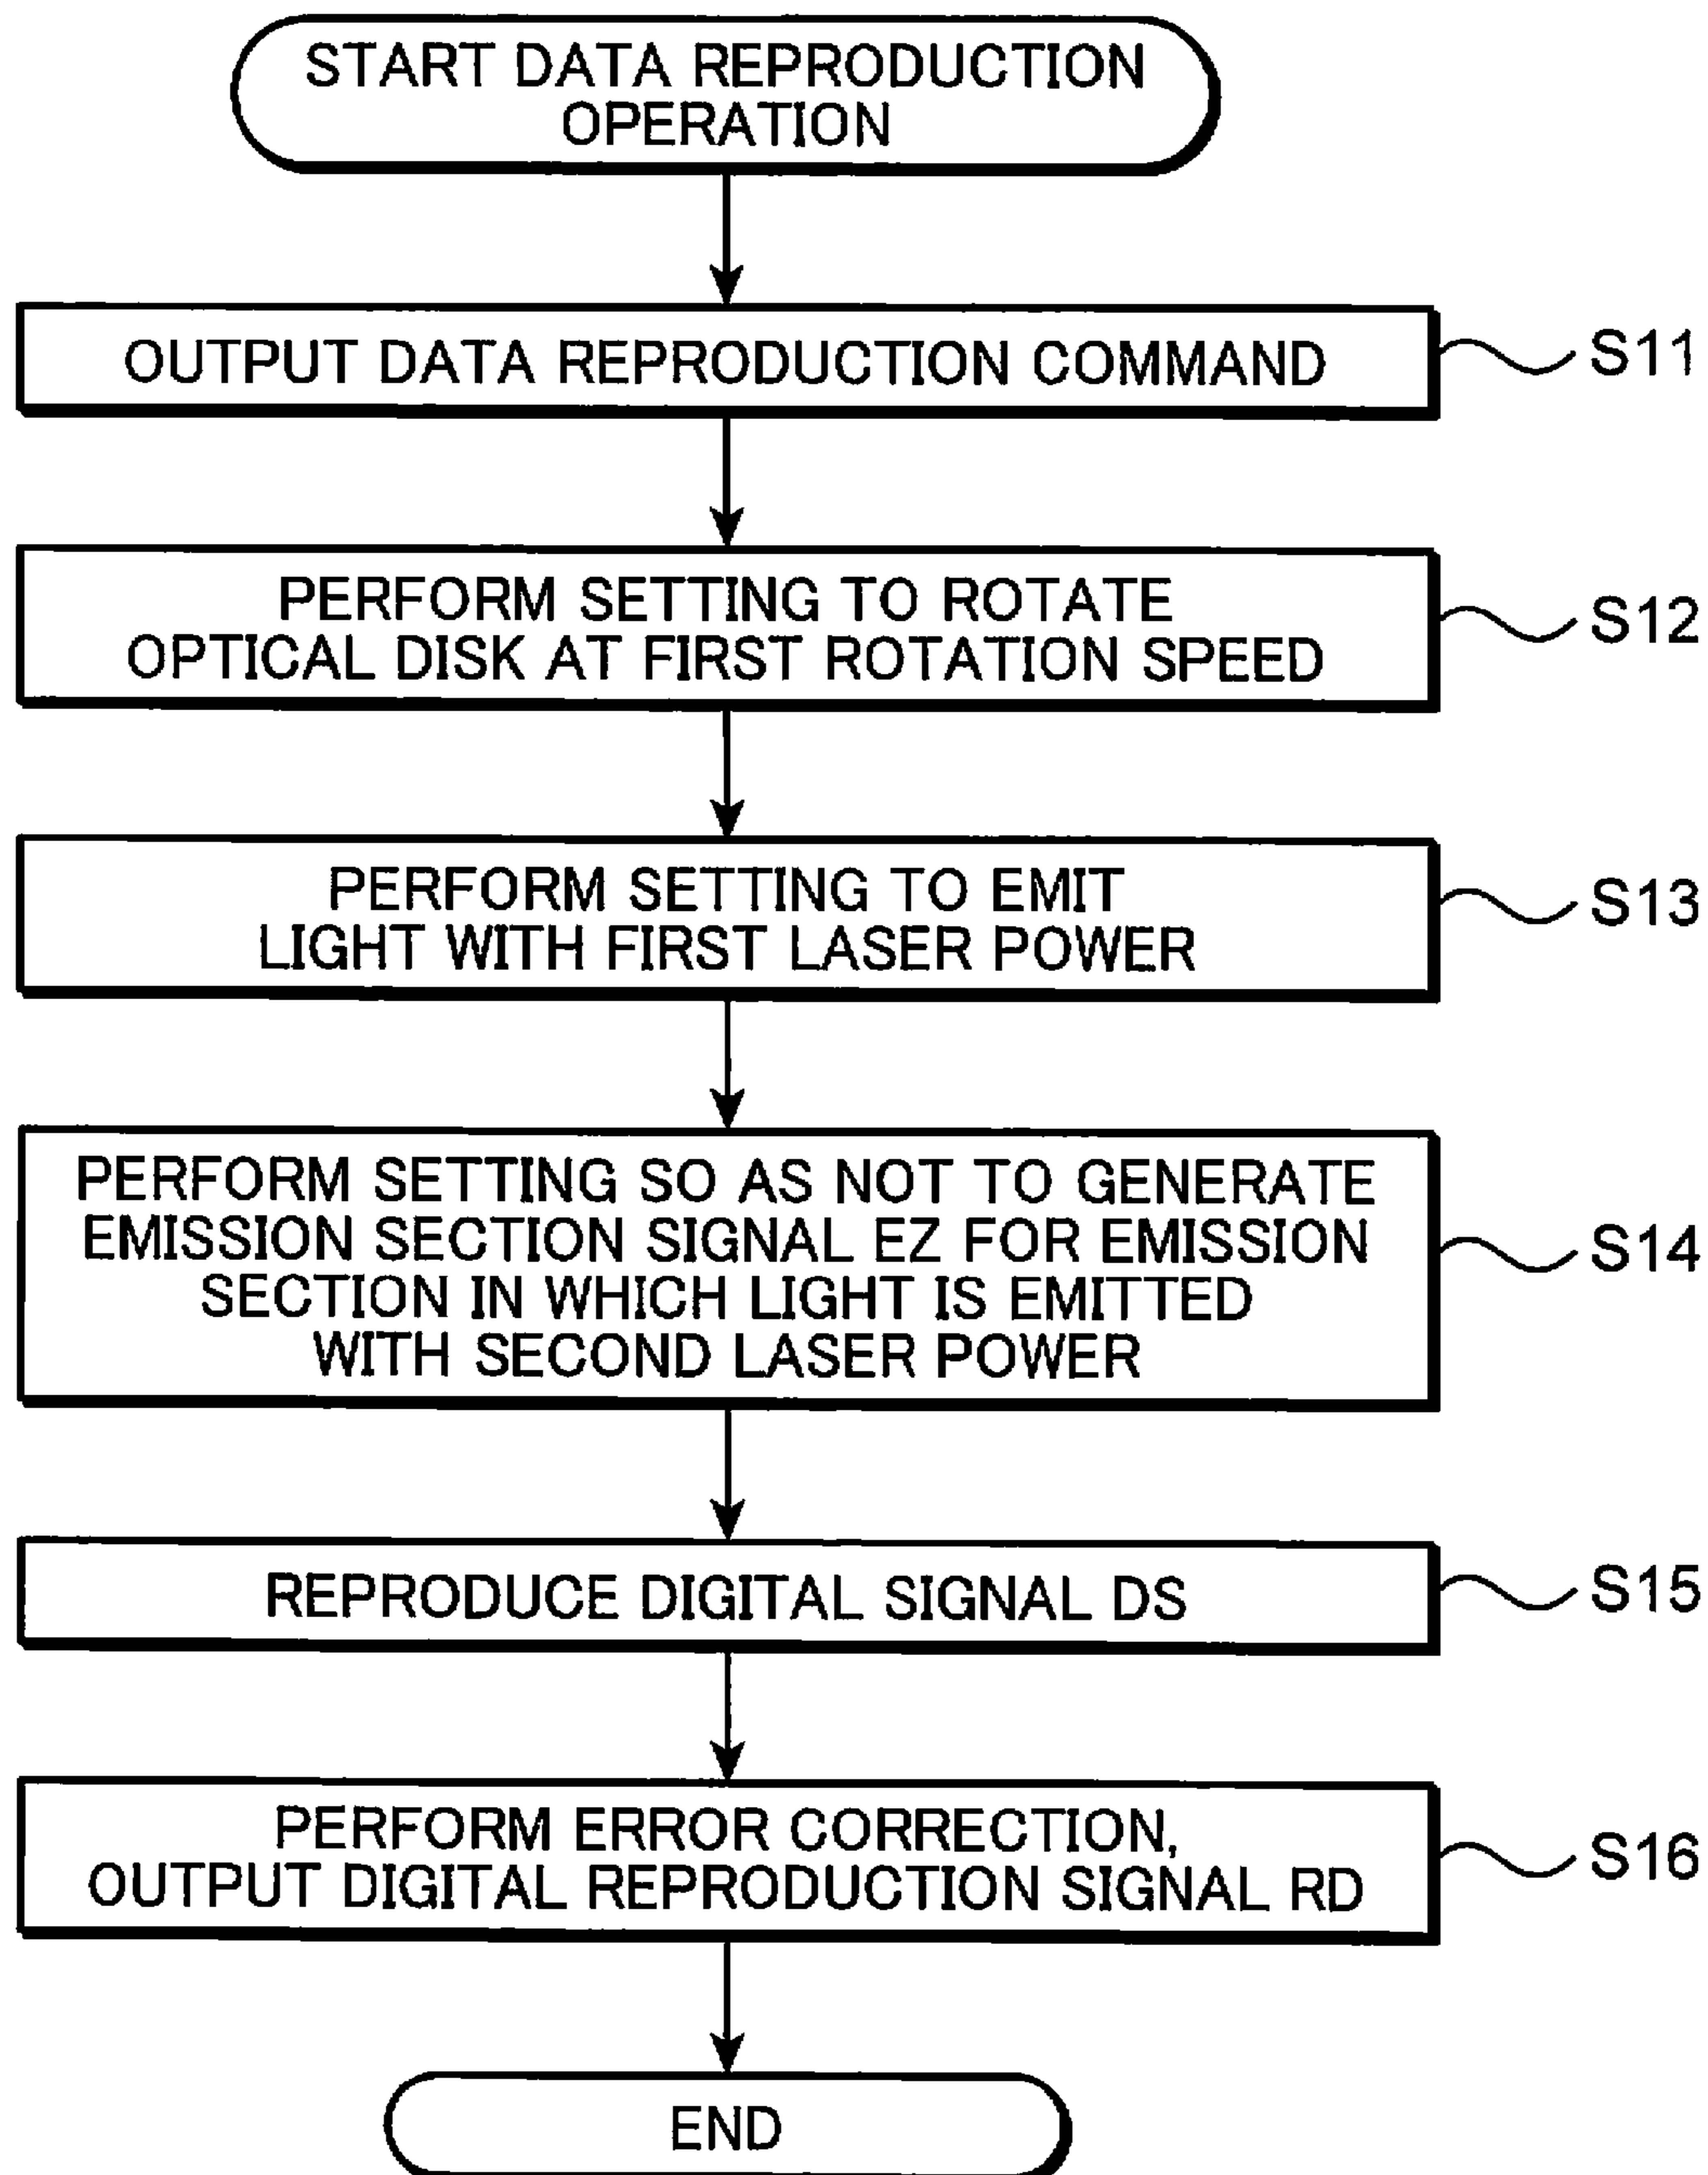 START DATA REPRODUCTION
OPERATION
OUTPUT DATA REPRODUCTION COMMAND
S11
PERFORM SETTING TO ROTATE
OPTICAL DISK AT FIRST ROTATION SPEED
S12
PERFORM SETTING TO EMIT
LIGHT WITH FIRST LASER POWER
S13
PERFORM SETTING SO AS NOT TO GENERATE
EMISSION SECTION SIGNAL EZ FOR EMISSION
SECTION IN WHICH LIGHT IS EMITTED
WITH SECOND LASER POWER
S14
REPRODUCE DIGITAL SIGNAL DS
S15
PERFORM ERROR CORRECTION,
OUTPUT DIGITAL REPRODUCTION SIGNAL RD
S16
END